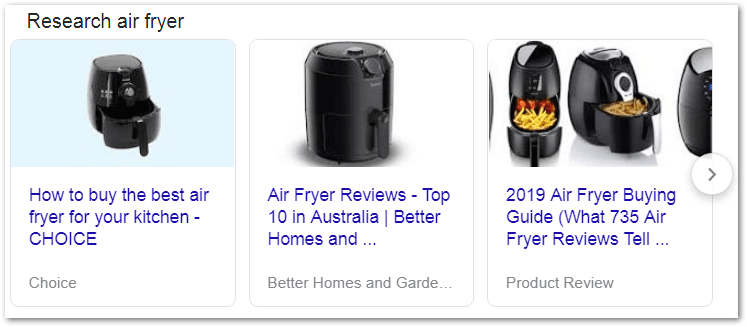 Research air fryer
How to buy the best air
fryer for your kitchen -
CHOICE
Choice
Air Fryer Reviews - Top
10 in Australia | Better
Homes and ...
Better Homes and Garde...
2019 Air Fryer Buying
Guide (What 735 Air
Fryer Reviews Tell ...
Product Review